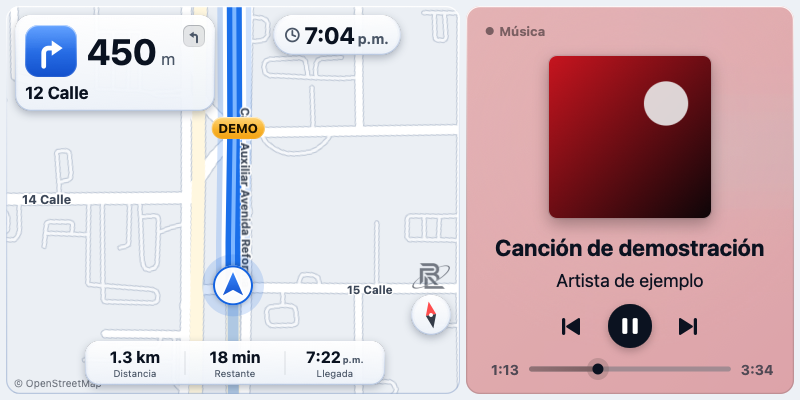 450 m
12 Calle
7:04 p.m.
DEMO
Auxiliar Avenida Refor
14 Calle
15 Calle
1.3 km
Distancia
18 min
Restante
7:22 p.m.
Llegada
© OpenStreetMap
Música
Canción de demostración
Artista de ejemplo
1:13
3:34